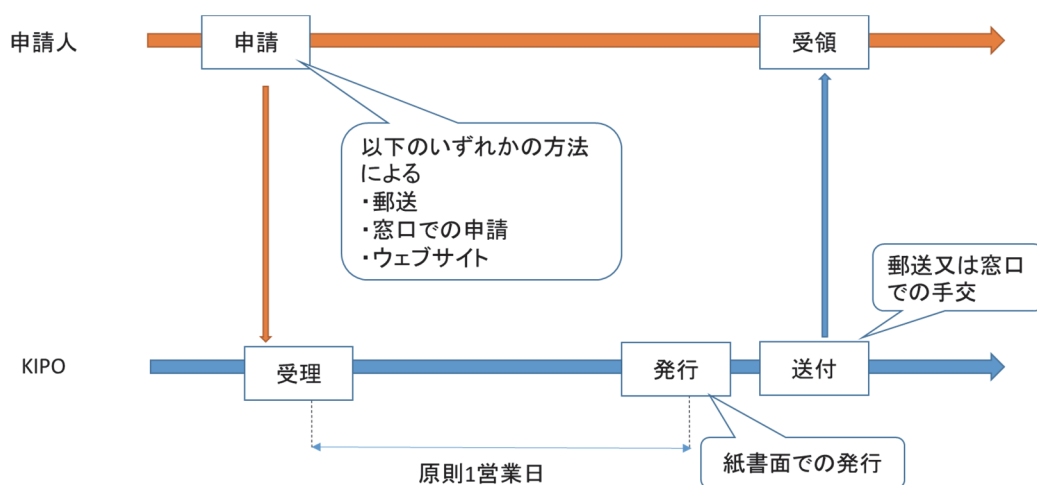 申請人
申請
受領
以下のいずれかの方法
による
・郵送
・窓口での申請
・ウェブサイト
郵送又は窓口
での手交
KIPO
受理
発行
送付
原則1営業日
紙書面での発行